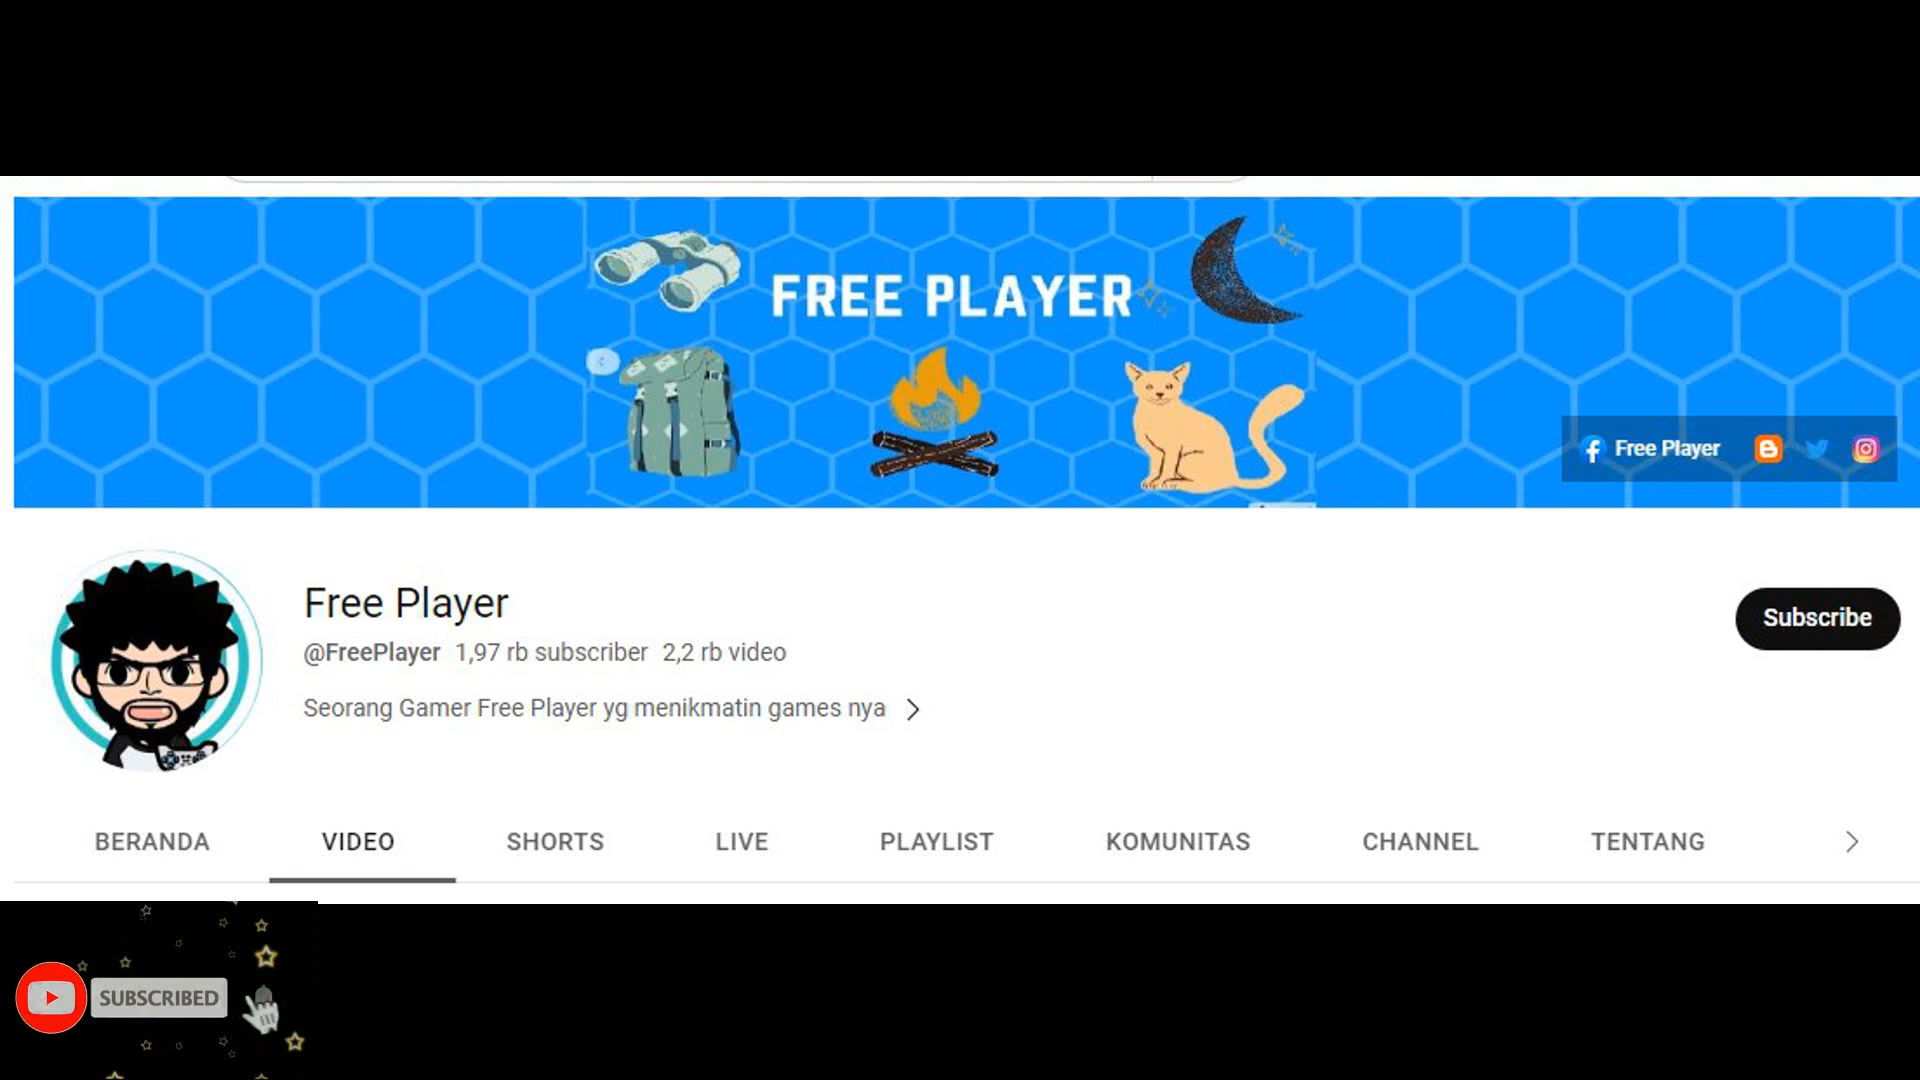 FREE PLAYER
Free Player
Free Player
@FreePlayer 1,97 rb subscriber 2,2 rb video
Subscribe
Seorang Gamer Free Player yg menikmatin games nya
BERANDA VIDEO SHORTS LIVE PLAYLIST KOMUNITAS CHANNEL TENTANG
SUBSCRIBED